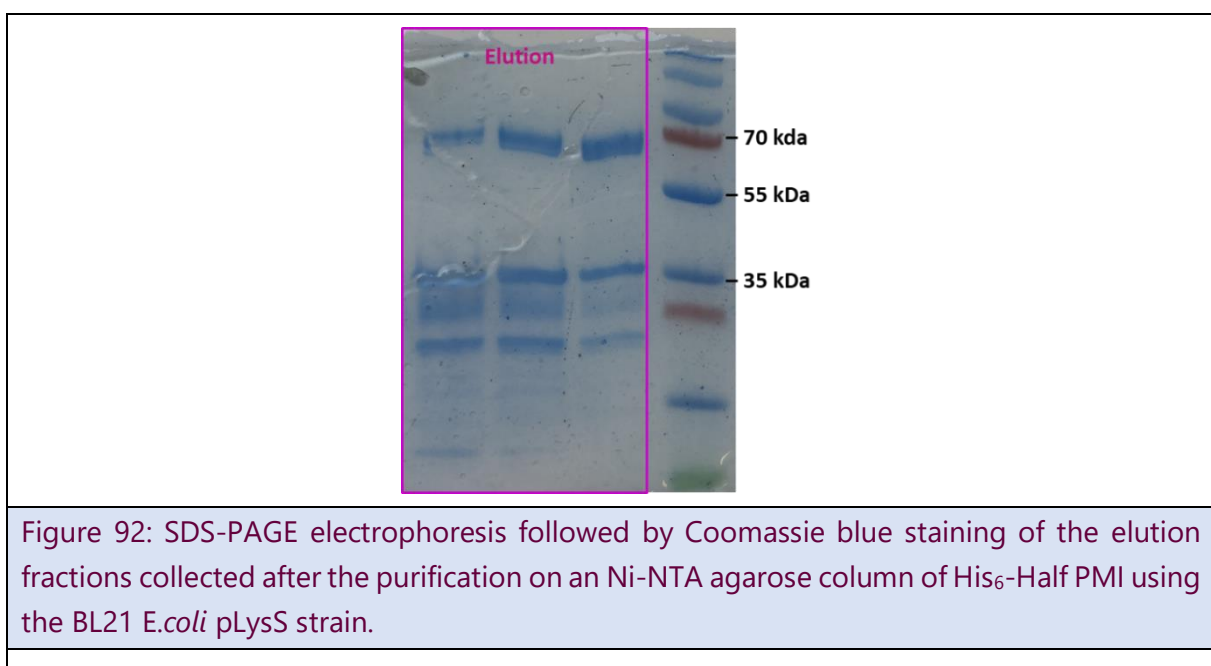 Elution
70 kda
55 kDa
35 kDa
Figure 92: SDS-PAGE electrophoresis followed by Coomassie blue staining of the elution
fractions collected after the purification on an Ni-NTA agarose column of His₆-Half PMI using
the BL21 E.coli pLysS strain.